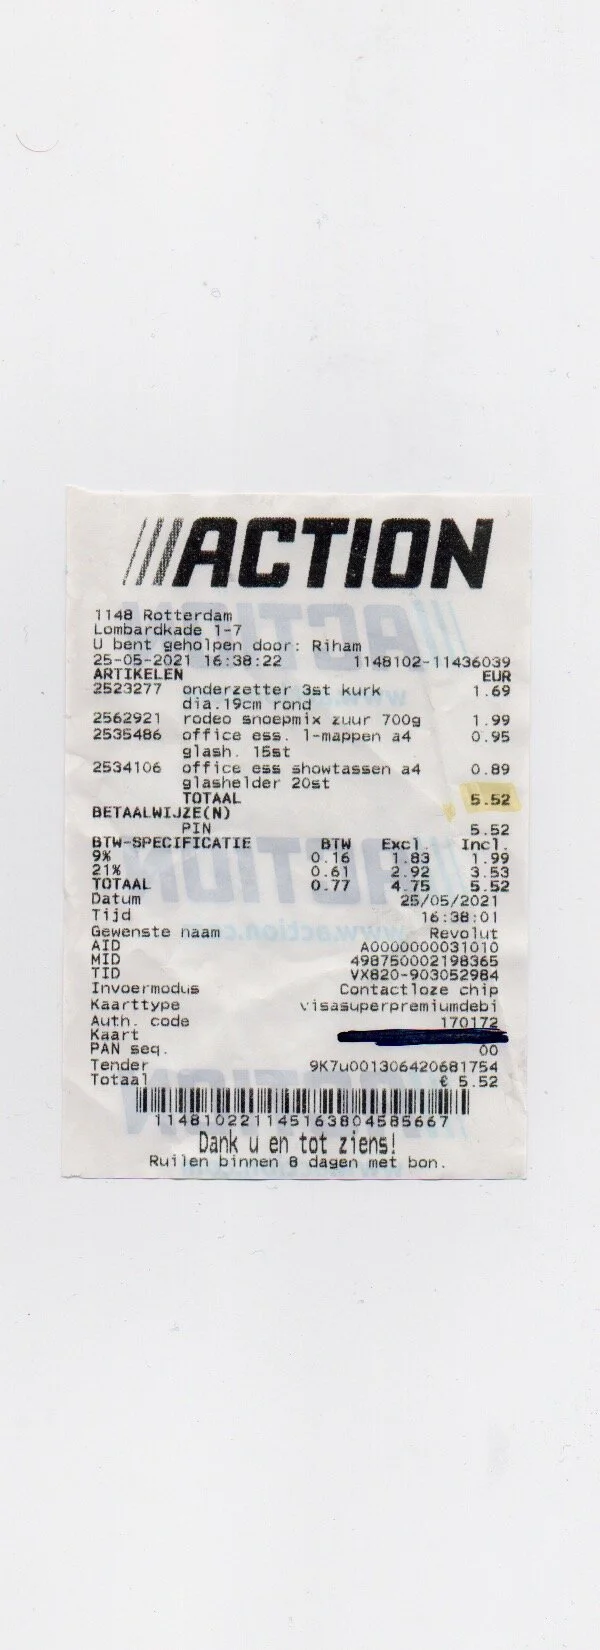 ACTION
1148 Rotterdam
Lombardkade 1-7
U bent geholpen door: Riham
25-05-2021 16:38:22 1148102-11436039
ARTIKELEN EUR
2523277 onderzetter 3st kurk 1.69
dia.19cm rond
2562921 rodeo snoepmix zuur 700g 1.99
2535486 office ess. l-mappen a4 0.95
glash. 15st
2534106 office ess showtassen a4 0.89
glashelder 20st
TOTAAL 5.52
BETAALWIJZE(N)
PIN 5.52
BTW-SPECIFICATIE BTW Excl. Incl.
9% 0.16 1.83 1.99
21% 0.61 2.92 3.53
TOTAAL 0.77 4.75 5.52
Datum 25/05/2021
Tijd 16:38:01
Gewenste naam Revolut
AID A0000000031010
MID 498750002198365
TID VX820-903052984
Invoermodus Contactloze chip
Kaarttype visasuperpremiumdebi
Auth. code 170172
Kaart
PAN seq. 00
Tender 9K7u001306420681754
Totaal € 5.52
114810221145163804585667
Dank u en tot ziens!
Ruilen binnen 8 dagen met bon.